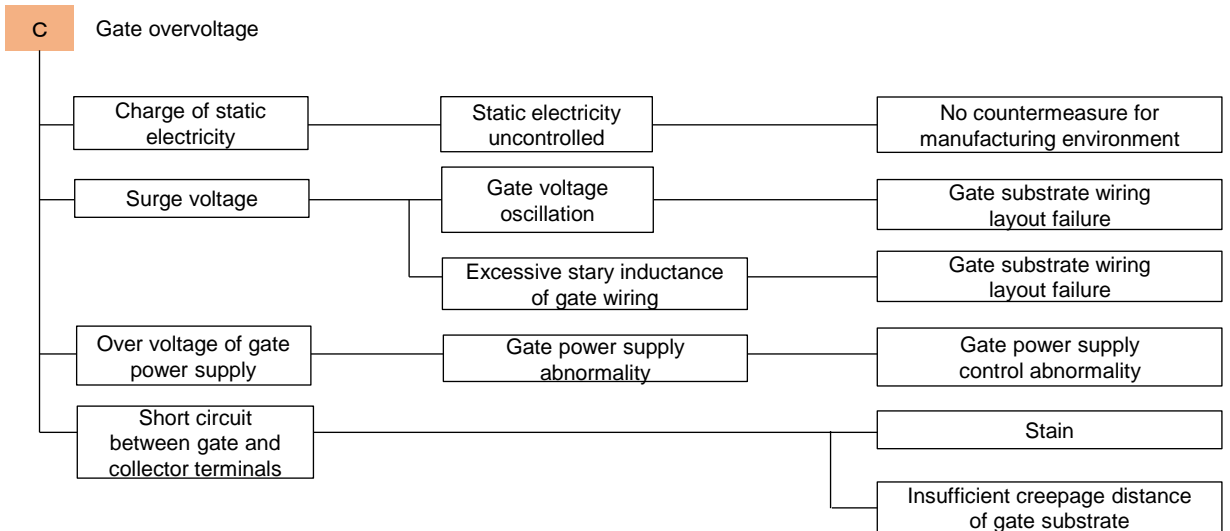 C
Gate overvoltage
Charge of static
electricity
Static electricity
uncontrolled
No countermeasure for
manufacturing environment
Surge voltage
Gate voltage
oscillation
Gate substrate wiring
layout failure
Excessive stary inductance
of gate wiring
Gate substrate wiring
layout failure
Over voltage of gate
power supply
Gate power supply
abnormality
Gate power supply
control abnormality
Short circuit
between gate and
collector terminals
Stain
Insufficient creepage distance
of gate substrate